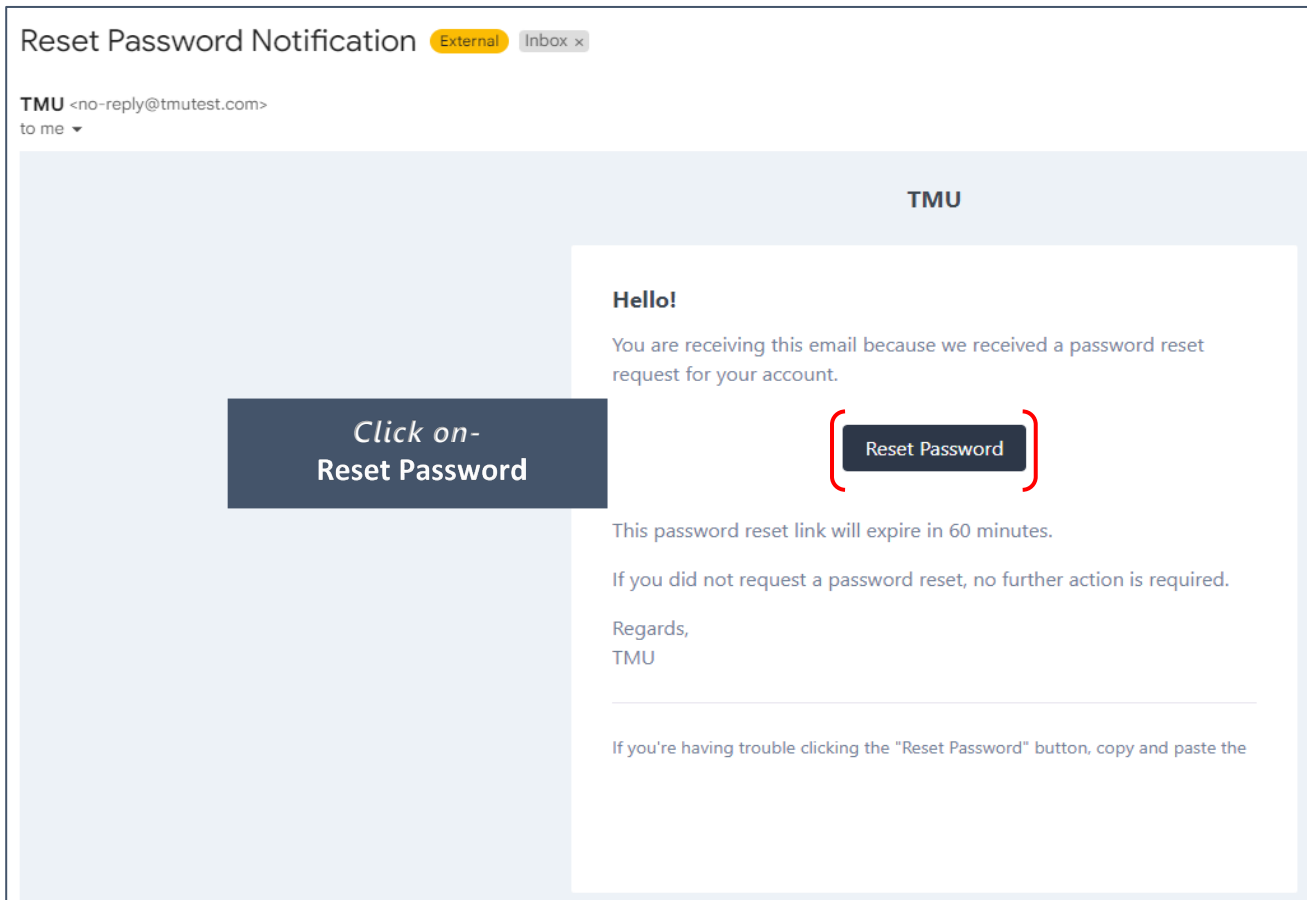 Reset Password Notification External Inbox ×
TMU <no-reply@tmutest.com>
to me
TMU
Hello!
You are receiving this email because we received a password reset
request for your account.
Click on-
Reset Password
Reset Password
This password reset link will expire in 60 minutes.
If you did not request a password reset, no further action is required.
Regards,
TMU
If you're having trouble clicking the "Reset Password" button, copy and paste the